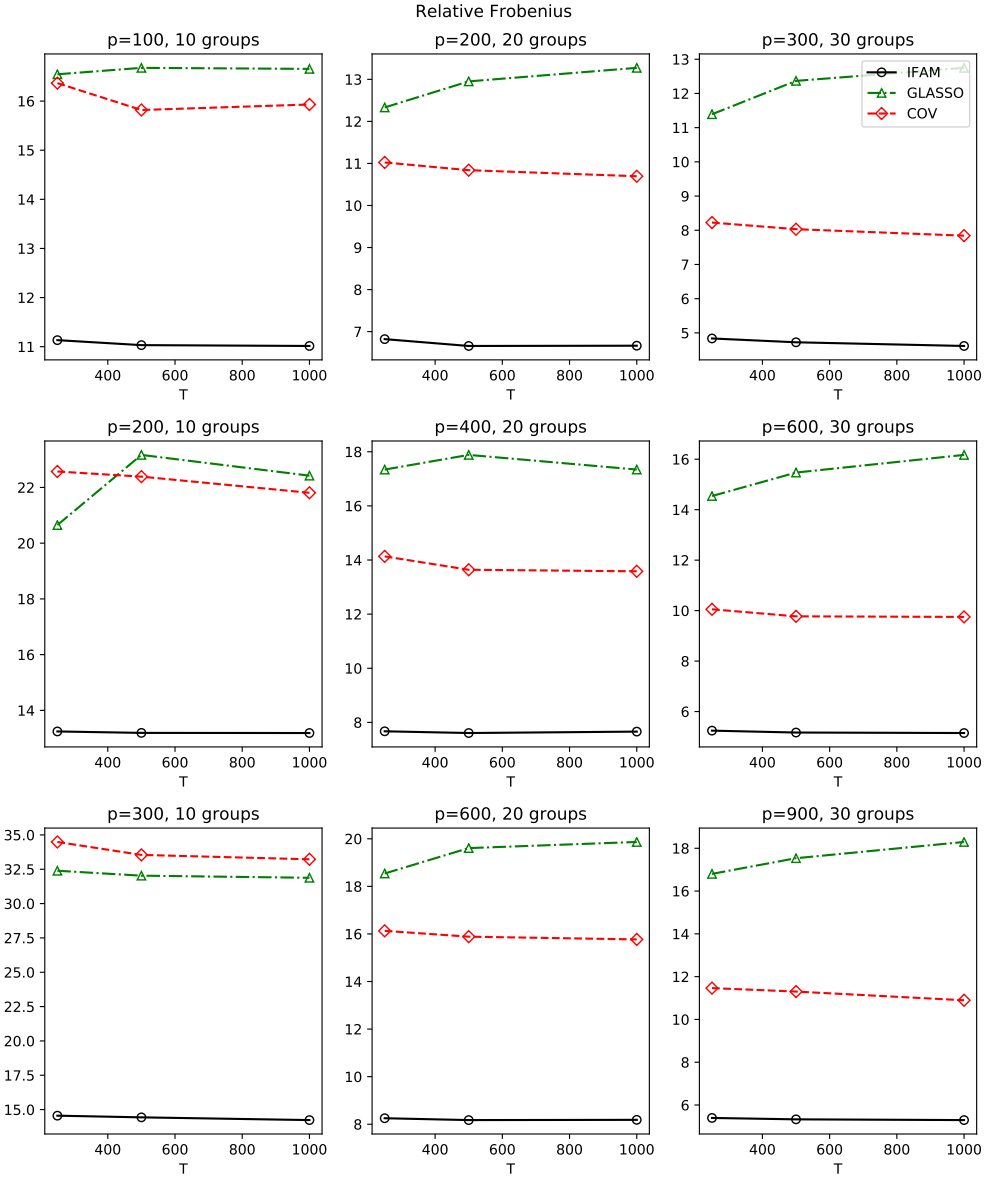 Relative Frobenius
p=100, 10 groups
16
15
14
13
12
11
400 600 800 1000
T
p=200, 20 groups
13
12
11
10
9
8
7
400 600 800 1000
T
p=300, 30 groups
13
12
11
10
9
8
7
6
5
IFAM
GLASSO
COV
400 600 800 1000
T
p=200, 10 groups
22
20
18
16
14
400 600 800 1000
T
p=400, 20 groups
18
16
14
12
10
8
400 600 800 1000
T
p=600, 30 groups
16
14
12
10
8
6
400 600 800 1000
T
p=300, 10 groups
35.0
32.5
30.0
27.5
25.0
22.5
20.0
17.5
15.0
400 600 800 1000
T
p=600, 20 groups
20
18
16
14
12
10
8
400 600 800 1000
T
p=900, 30 groups
18
16
14
12
10
8
6
400 600 800 1000
T